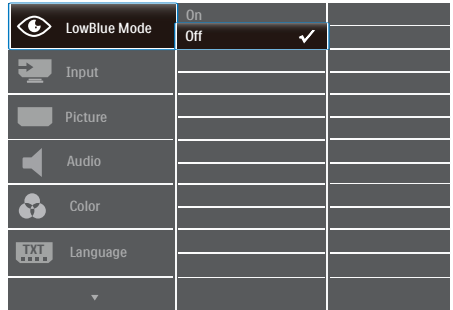 LowBlue Mode
On
Off
Input
Picture
Audio
Color
TXT
Language